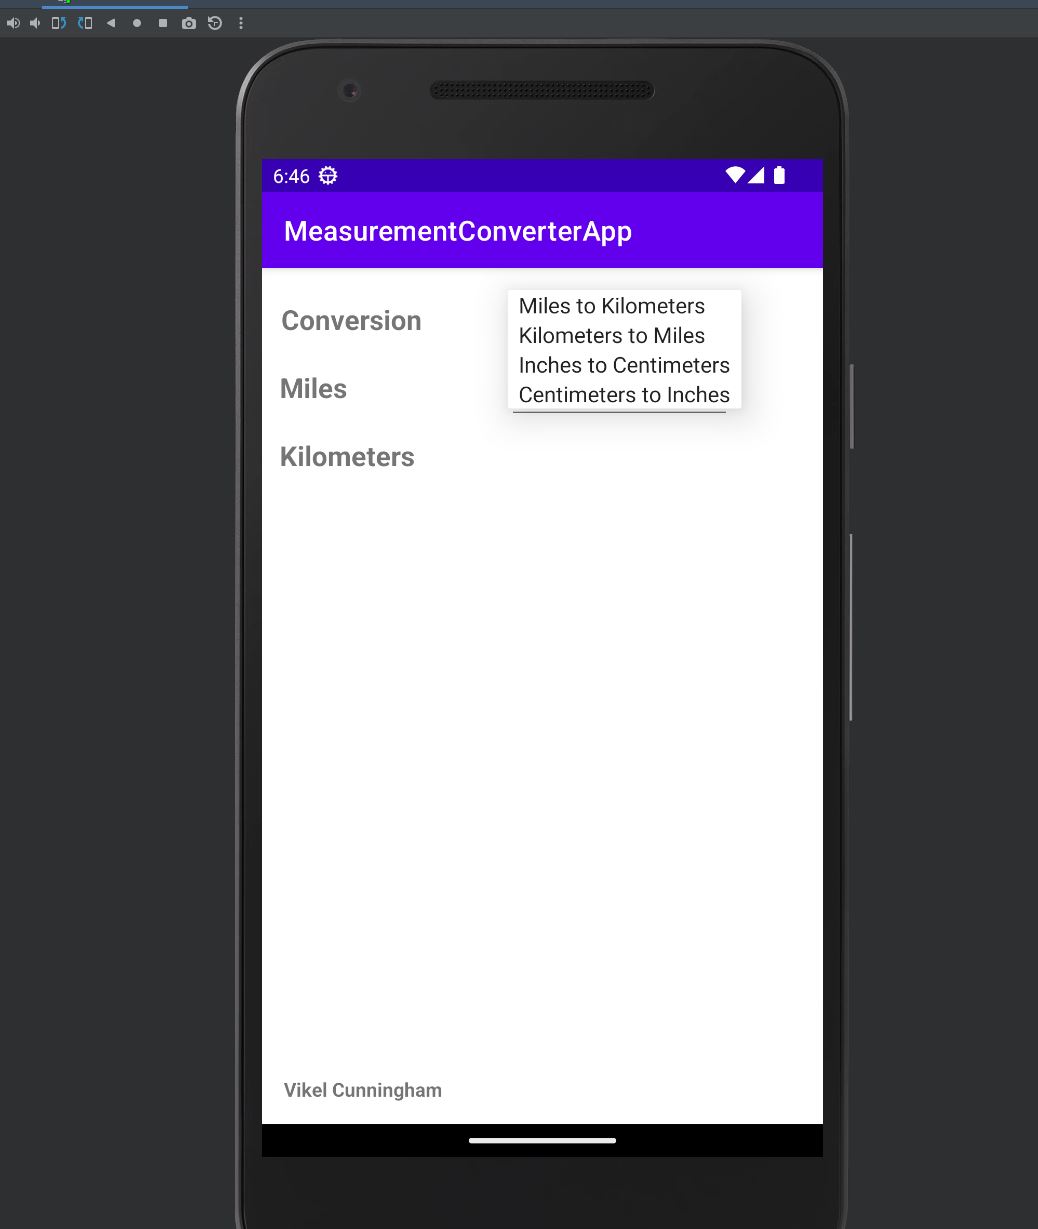 6:46
MeasurementConverterApp
Conversion
Miles to Kilometers
Kilometers to Miles
Inches to Centimeters
Centimeters to Inches
Miles
Kilometers
Vikel Cunningham